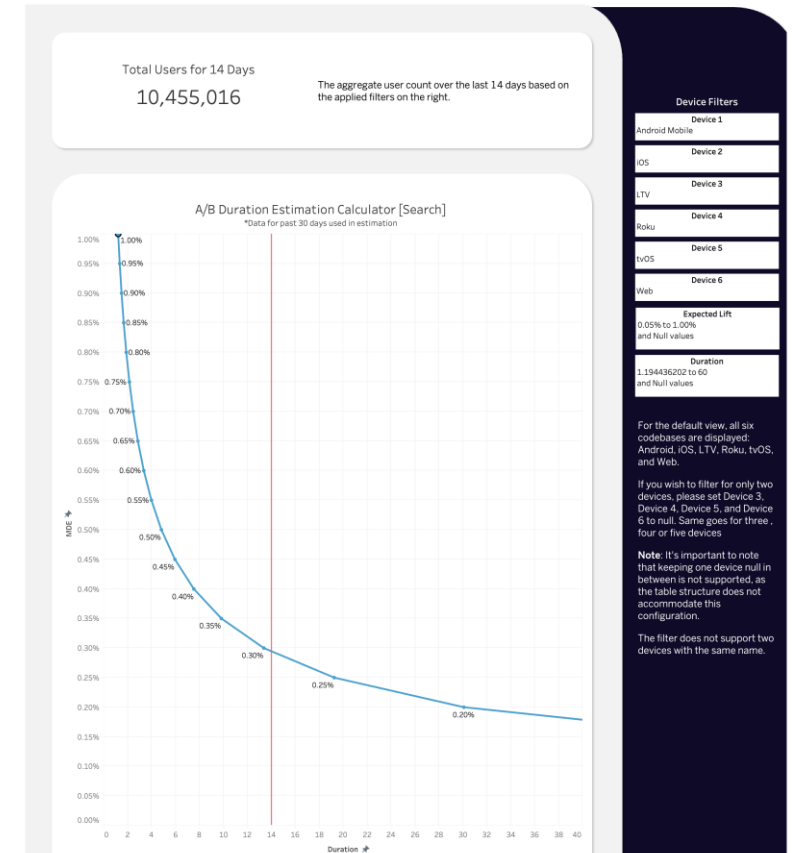 Total Users for 14 Days
10,455,016
The aggregate user count over the last 14 days based on
the applied filters on the right.
A/B Duration Estimation Calculator [Search]
*Data for past 30 days used in estimation
1.00%
0.95%
0.90%
0.85%
0.80%
0.75%
0.70%
0.65%
0.60%
0.55%
0.50%
0.45%
0.40%
0.35%
0.30%
0.25%
0.20%
0.15%
0.10%
0.05%
0.00%
MDE
1.00%
0.95%
0.90%
0.85%
0.80%
0.75%
0.70%
0.65%
0.60%
0.55%
0.50%
0.45%
0.40%
0.35%
0.30%
0.25%
0.20%
0 2 4 6 8 10 12 14 16 18 20 22 24 26 28 30 32 34 36 38 40
Duration
Device Filters
Device 1
Android Mobile
Device 2
iOS
Device 3
LTV
Device 4
Roku
Device 5
tvOS
Device 6
Web
Expected Lift
0.05% to 1.00%
and Null values
Duration
1.194436202 to 60
and Null values
For the default view, all six
codebases are displayed:
Android, iOS, LTV, Roku, tvOS,
and Web.
If you wish to filter for only two
devices, please set Device 3,
Device 4, Device 5, and Device
6 to null. Same goes for three ,
four or five devices
Note: It's important to note
that keeping one device null in
between is not supported, as
the table structure does not
accommodate this
configuration.
The filter does not support two
devices with the same name.